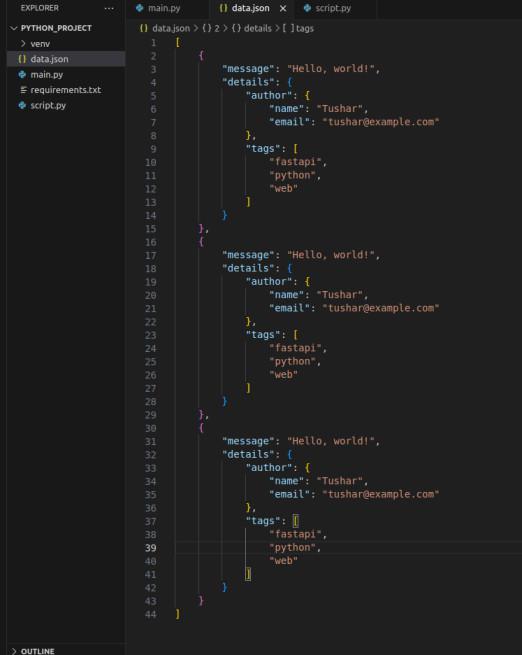 EXPLORER ...
main.py
{} data.json ×
script.py
PYTHON_PROJECT
> venv
{} data.json
main.py
requirements.txt
script.py
{} data.json > {} 2 > {} details > [ ] tags
1 [
2 {
3 "message": "Hello, world!",
4 "details": {
5 "author": {
6 "name": "Tushar",
7 "email": "tushar@example.com"
8 },
9 "tags": [
10 "fastapi",
11 "python",
12 "web"
13 ]
14 }
15 },
16 {
17 "message": "Hello, world!",
18 "details": {
19 "author": {
20 "name": "Tushar",
21 "email": "tushar@example.com"
22 },
23 "tags": [
24 "fastapi",
25 "python",
26 "web"
27 ]
28 }
29 },
30 {
31 "message": "Hello, world!",
32 "details": {
33 "author": {
34 "name": "Tushar",
35 "email": "tushar@example.com"
36 },
37 "tags": [
38 "fastapi",
39 "python",
40 "web"
41 ]
42 }
43 }
44 ]
> OUTLINE